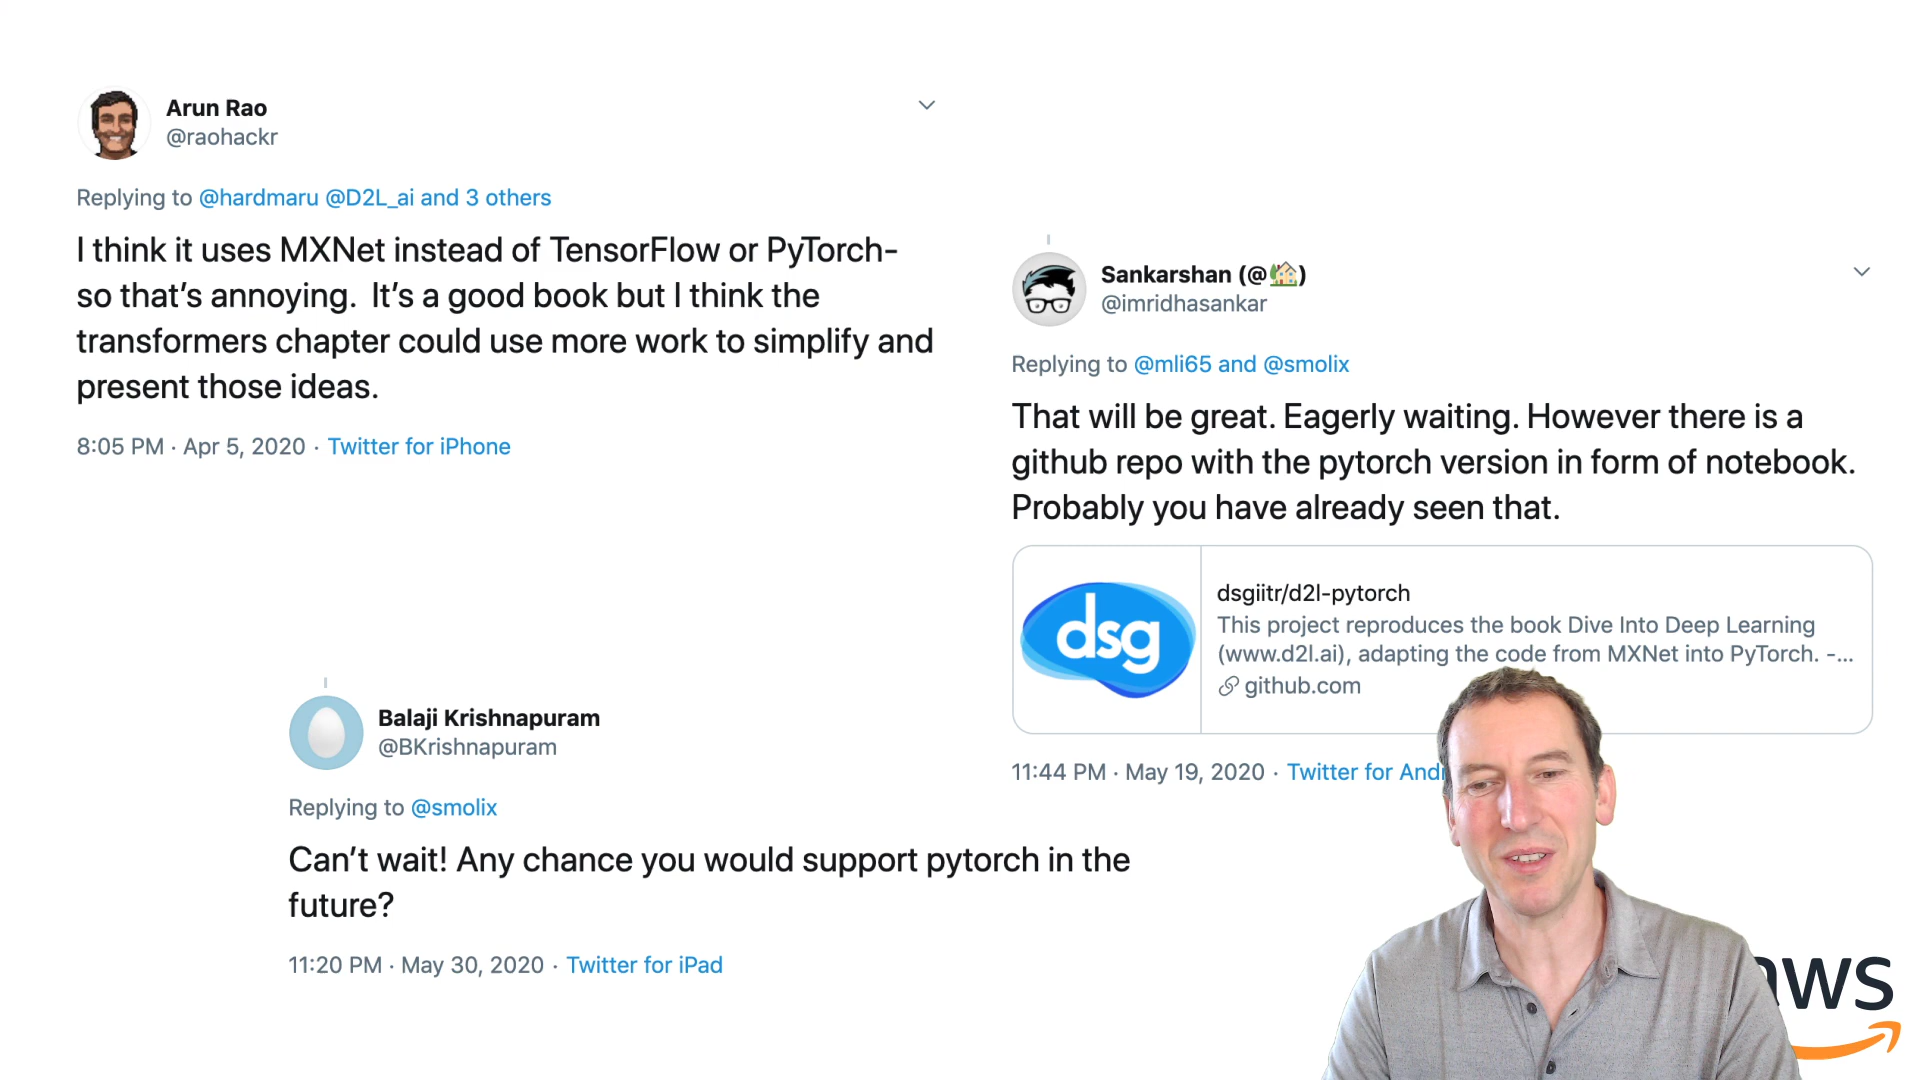 Arun Rao
@raohackr
Replying to @hardmaru @D2L_ai and 3 others
I think it uses MXNet instead of TensorFlow or PyTorch-
so that’s annoying.  It’s a good book but I think the
transformers chapter could use more work to simplify and
present those ideas.
8:05 PM · Apr 5, 2020 · Twitter for iPhone
Sankarshan (@🏡)
@imridhasankar
Replying to @mli65 and @smolix
That will be great. Eagerly waiting. However there is a
github repo with the pytorch version in form of notebook.
Probably you have already seen that.
dsg
dsgiitr/d2l-pytorch
This project reproduces the book Dive Into Deep Learning
(www.d2l.ai), adapting the code from MXNet into PyTorch. -...
github.com
11:44 PM · May 19, 2020 · Twitter for
Balaji Krishnapuram
@BKrishnapuram
Replying to @smolix
Can’t wait! Any chance you would support pytorch in the
future?
11:20 PM · May 30, 2020 · Twitter for iPad
aws